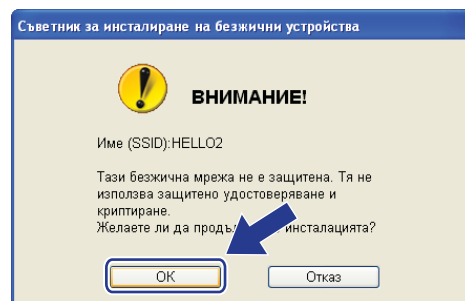 Съветник за инсталиране на безжични устройства
ВНИМАНИЕ!
Име (SSID):HELLO2
Тази безжична мрежа не е защитена. Тя не
използва защитено удостоверяване и
криптиране.
Желаете ли да продъл инсталацията?
OK
Отказ